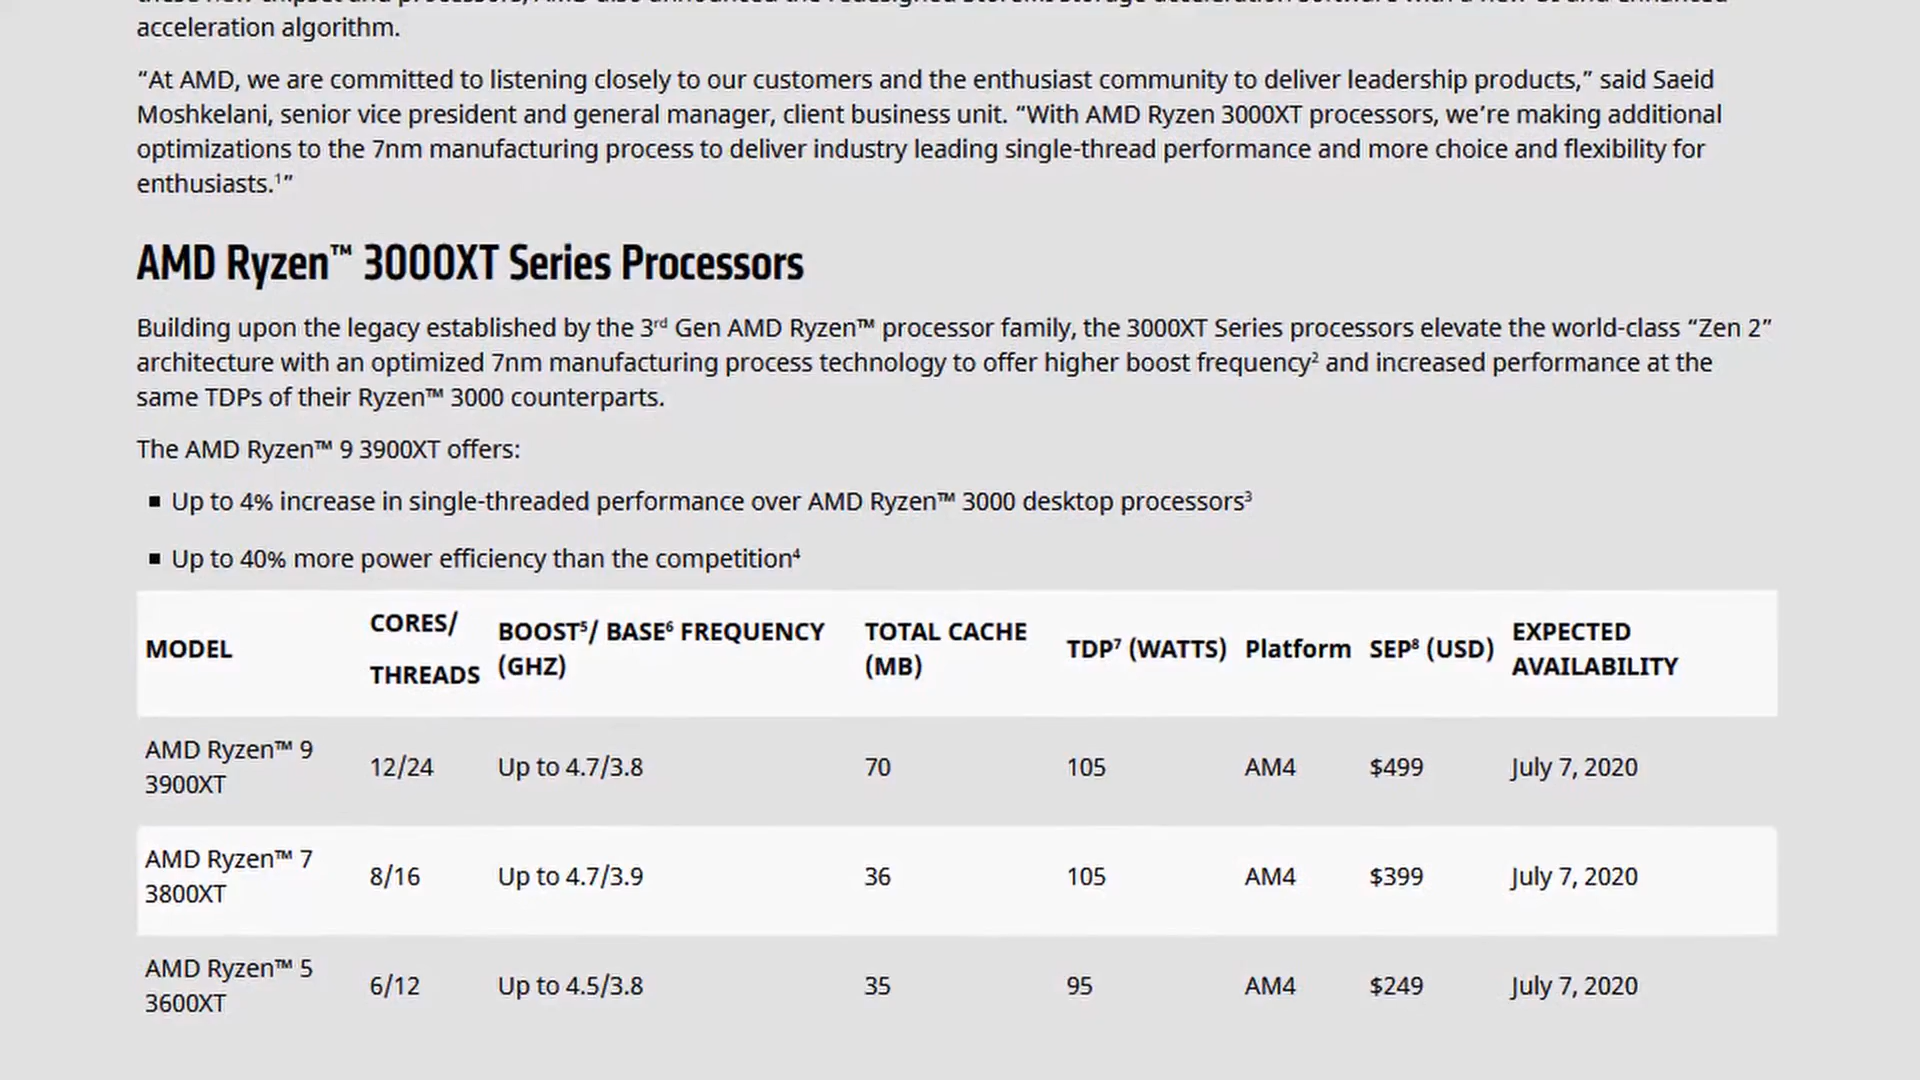 acceleration algorithm.
“At AMD, we are committed to listening closely to our customers and the enthusiast community to deliver leadership products,” said Saeid
Moshkelani, senior vice president and general manager, client business unit. “With AMD Ryzen 3000XT processors, we’re making additional
optimizations to the 7nm manufacturing process to deliver industry leading single-thread performance and more choice and flexibility for
enthusiasts.¹”
AMD Ryzen™ 3000XT Series Processors
Building upon the legacy established by the 3ʳᵈ Gen AMD Ryzen™ processor family, the 3000XT Series processors elevate the world-class “Zen 2”
architecture with an optimized 7nm manufacturing process technology to offer higher boost frequency² and increased performance at the
same TDPs of their Ryzen™ 3000 counterparts.
The AMD Ryzen™ 9 3900XT offers:
▪ Up to 4% increase in single-threaded performance over AMD Ryzen™ 3000 desktop processors³
▪ Up to 40% more power efficiency than the competition⁴
MODEL CORES/ THREADS BOOST⁵/ BASE⁶ FREQUENCY (GHZ) TOTAL CACHE (MB) TDP⁷ (WATTS) Platform SEP⁸ (USD) EXPECTED AVAILABILITY
AMD Ryzen™ 9 3900XT 12/24 Up to 4.7/3.8 70 105 AM4 $499 July 7, 2020
AMD Ryzen™ 7 3800XT 8/16 Up to 4.7/3.9 36 105 AM4 $399 July 7, 2020
AMD Ryzen™ 5 3600XT 6/12 Up to 4.5/3.8 35 95 AM4 $249 July 7, 2020